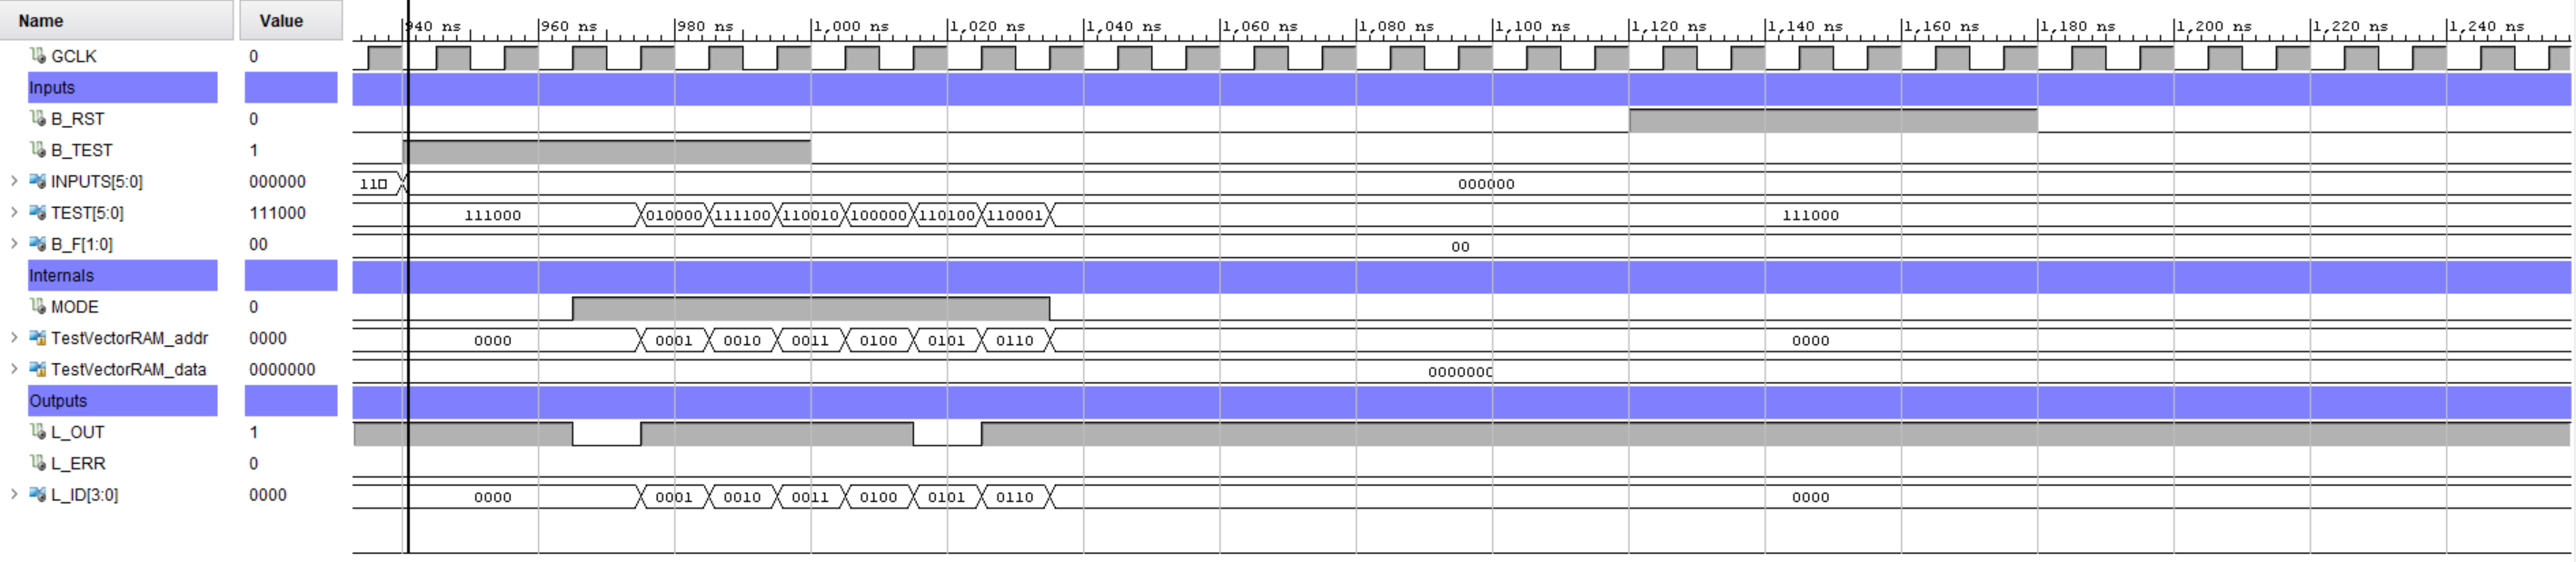 Name Value 940 ns 960 ns 980 ns 1,000 ns 1,020 ns 1,040 ns 1,060 ns 1,080 ns 1,100 ns 1,120 ns 1,140 ns 1,160 ns 1,180 ns 1,200 ns 1,220 ns 1,240 ns
GCLK 0
Inputs
B_RST 0
B_TEST 1
INPUTS[5:0] 000000 11 000000
TEST[5:0] 111000 111000 010000 111100 110010 100000 110100 110001 111000
B_F[1:0] 00 00
Internals
MODE 0
TestVectorRAM_addr 0000 0000 0001 0010 0011 0100 0101 0110 0000
TestVectorRAM_data 0000000 0000000
Outputs
L_OUT 1
L_ERR 0
L_ID[3:0] 0000 0000 0001 0010 0011 0100 0101 0110 0000